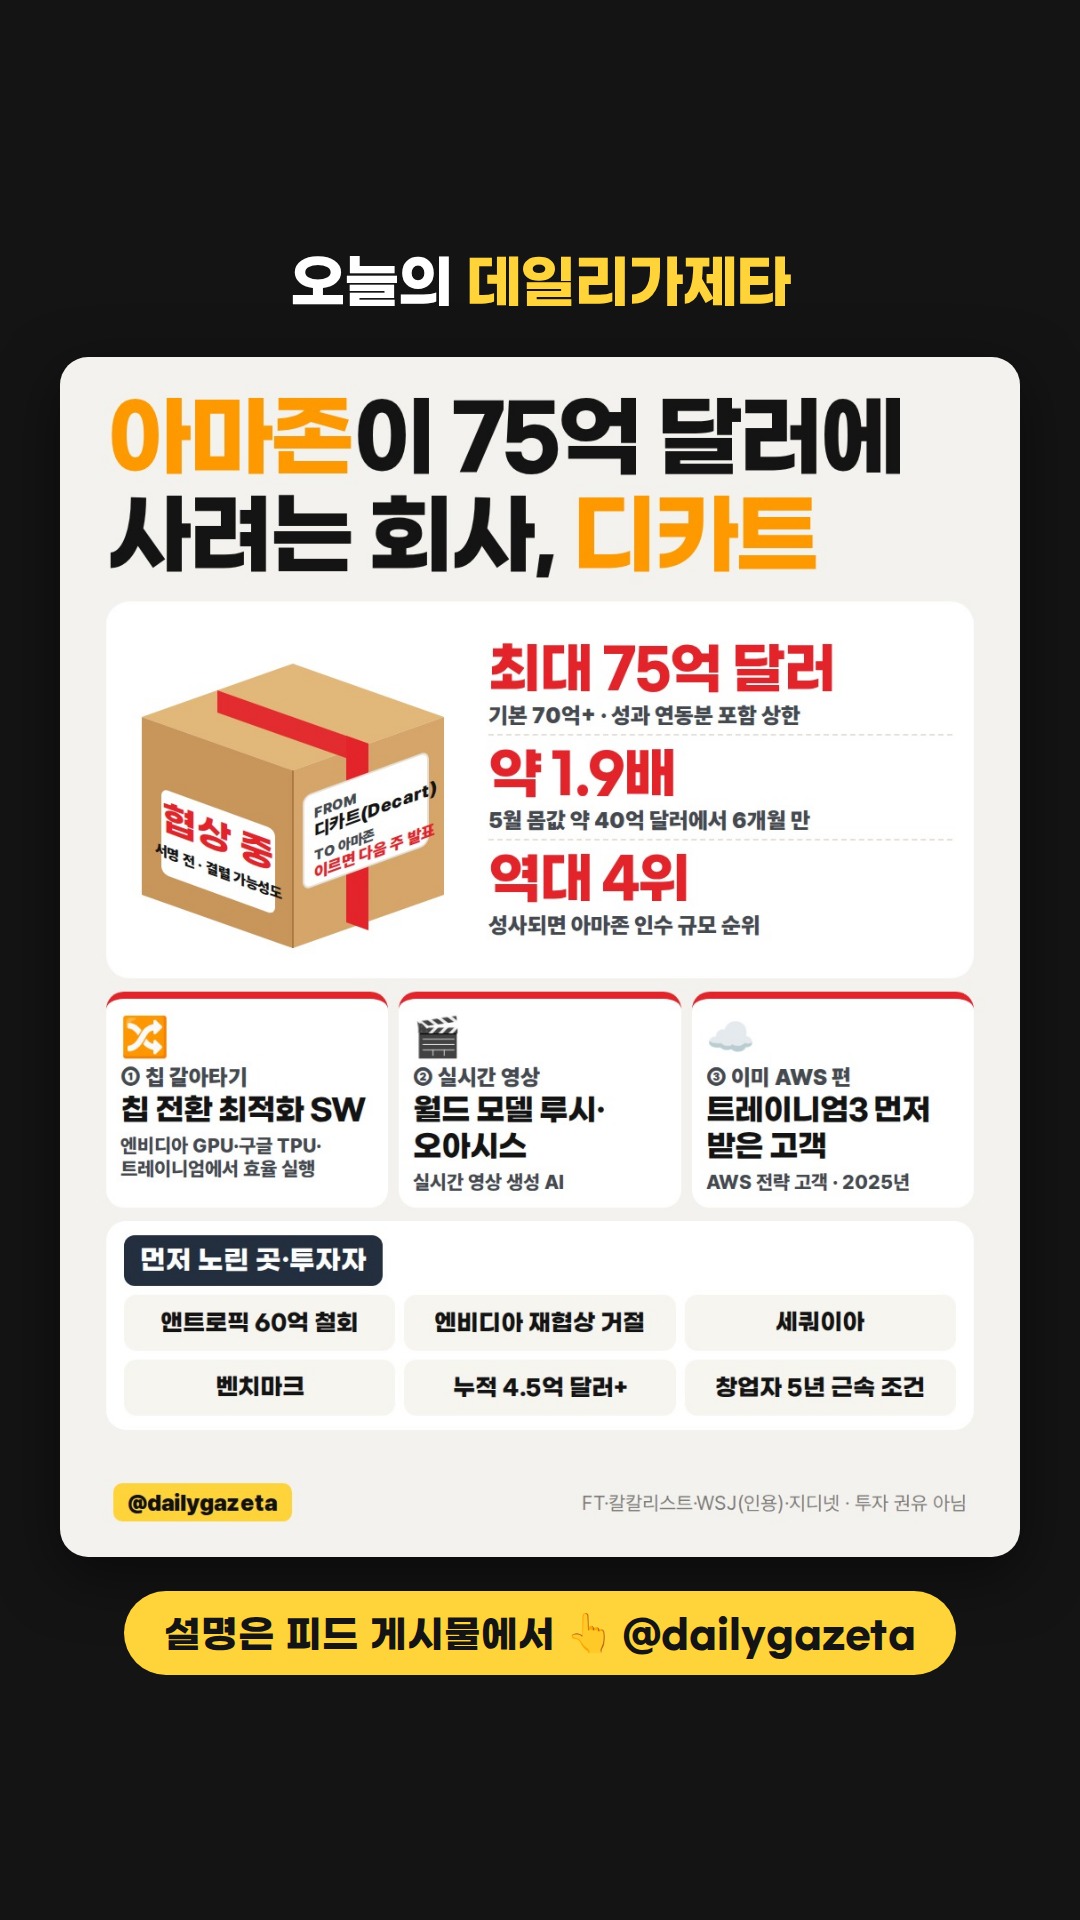 오늘의 데일리가제타
아마존이 75억 달러에
사려는 회사, 디카트
협상 중
서명 전 · 결렬 가능성도
FROM
디카트(Decart)
TO 아마존
이르면 다음 주 발표
최대 75억 달러
기본 70억+ · 성과 연동분 포함 상한
약 1.9배
5월 몸값 약 40억 달러에서 6개월 만
역대 4위
성사되면 아마존 인수 규모 순위
① 칩 갈아타기
칩 전환 최적화 SW
엔비디아 GPU·구글 TPU·
트레이니엄에서 효율 실행
② 실시간 영상
월드 모델 루시·
오아시스
실시간 영상 생성 AI
③ 이미 AWS 편
트레이니엄3 먼저
받은 고객
AWS 전략 고객 · 2025년
먼저 노린 곳·투자자
앤트로픽 60억 철회
엔비디아 재협상 거절
세쿼이아
벤치마크
누적 4.5억 달러+
창업자 5년 근속 조건
@dailygazeta
FT·칼칼리스트·WSJ(인용)·지디넷 · 투자 권유 아님
설명은 피드 게시물에서 👆 @dailygazeta